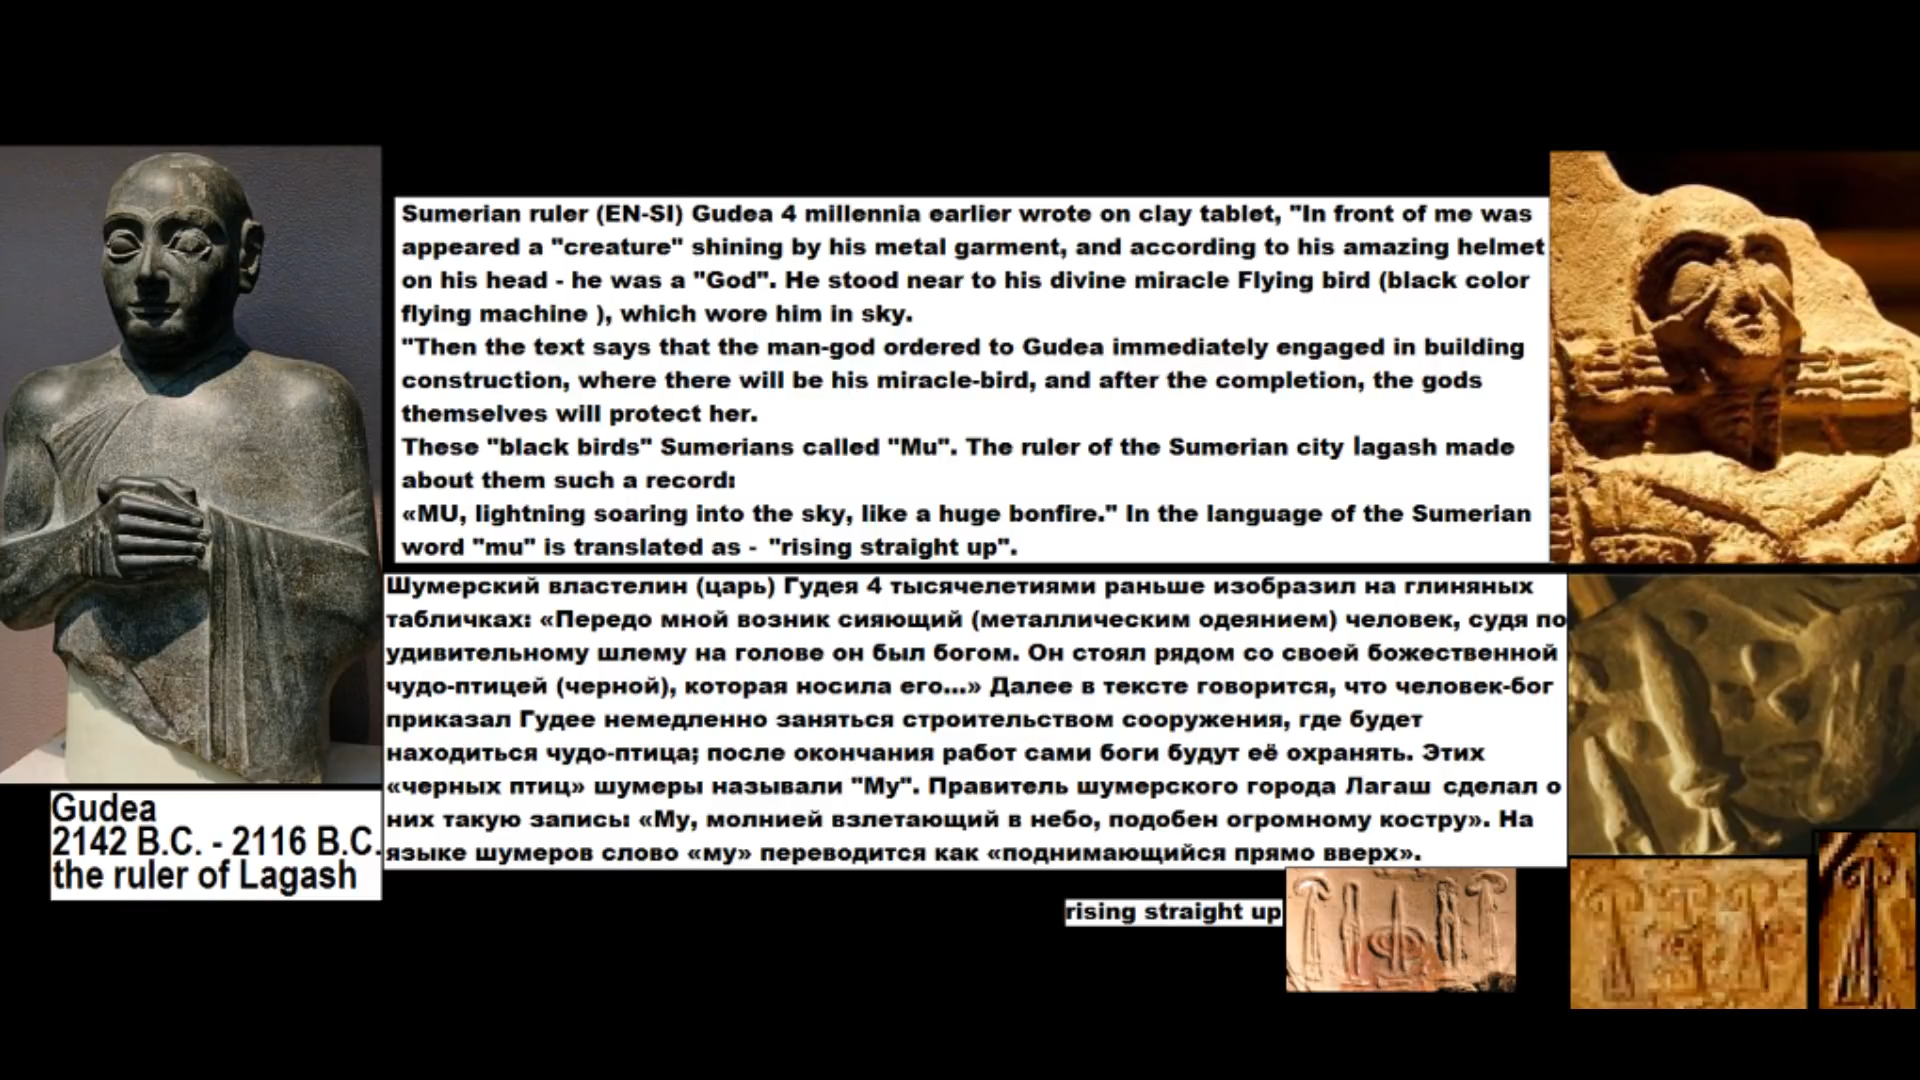 Sumerian ruler (EN-SI) Gudea 4 millennia earlier wrote on clay tablet, "In front of me was
appeared a "creature" shining by his metal garment, and according to his amazing helmet
on his head - he was a "God". He stood near to his divine miracle Flying bird (black color
flying machine ), which wore him in sky.
"Then the text says that the man-god ordered to Gudea immediately engaged in building
construction, where there will be his miracle-bird, and after the completion, the gods
themselves will protect her.
These "black birds" Sumerians called "Mu". The ruler of the Sumerian city lagash made
about them such a record:
«MU, lightning soaring into the sky, like a huge bonfire." In the language of the Sumerian
word "mu" is translated as - "rising straight up".
Шумерский властелин (царь) Гудея 4 тысячелетиями раньше изобразил на глиняных
табличках: «Передо мной возник сияющий (металлическим одеянием) человек, судя по
удивительному шлему на голове он был богом. Он стоял рядом со своей божественной
чудо-птицей (черной), которая носила его...» Далее в тексте говорится, что человек-бог
приказал Гудее немедленно заняться строительством сооружения, где будет
находиться чудо-птица; после окончания работ сами боги будут её охранять. Этих
«черных птиц» шумеры называли "Му". Правитель шумерского города Лагаш сделал о
них такую запись: «Му, молнией взлетающий в небо, подобен огромному костру». На
языке шумеров слово «му» переводится как «поднимающийся прямо вверх».
Gudea
2142 B.C. - 2116 B.C.
the ruler of Lagash
rising straight up